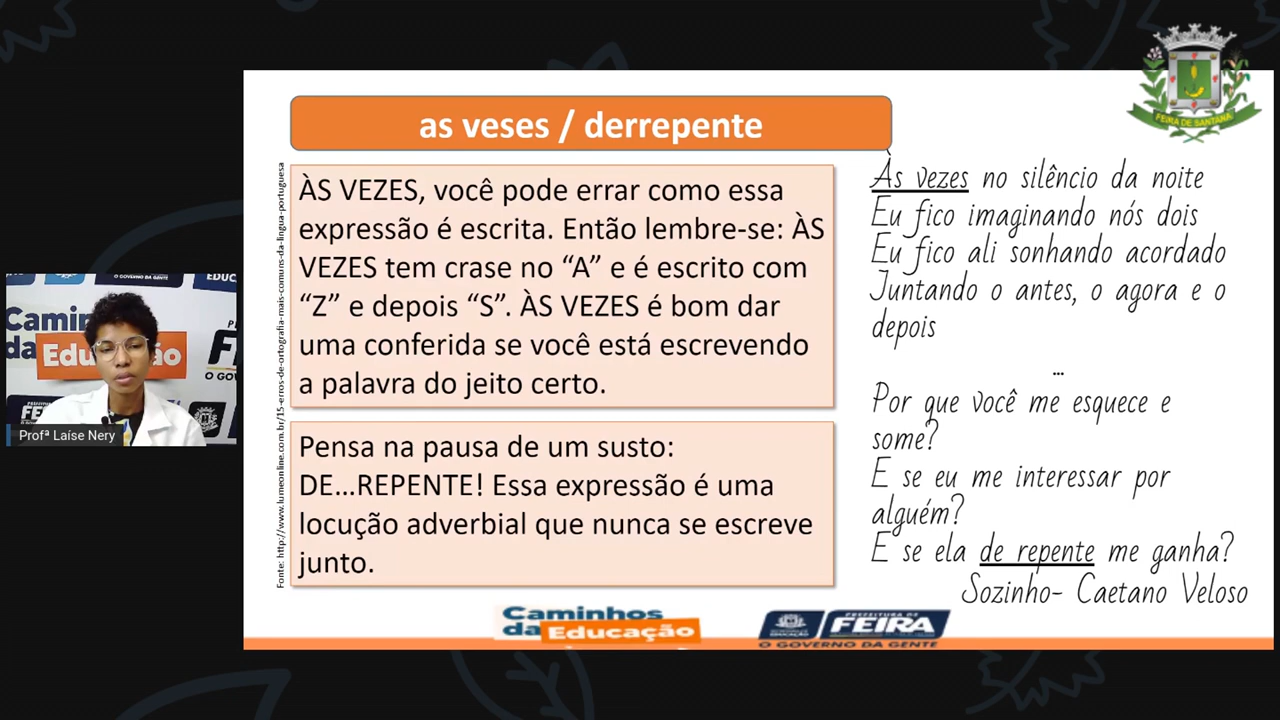 FEIRA DE SANTANA
as veses / derrepente
ÀS VEZES, você pode errar como essa
expressão é escrita. Então lembre-se: ÀS
VEZES tem crase no “A” e é escrito com
“Z” e depois “S”. ÀS VEZES é bom dar
uma conferida se você está escrevendo
a palavra do jeito certo.
Pensa na pausa de um susto:
DE...REPENTE! Essa expressão é uma
locução adverbial que nunca se escreve
junto.
Fonte: http://www.lumeonline.com.br/15-erros-de-ortografia-mais-comuns-da-lingua-portuguesa
Às vezes no silêncio da noite
Eu fico imaginando nós dois
Eu fico ali sonhando acordado
Juntando o antes, o agora e o
depois
...
Por que você me esquece e
some?
E se eu me interessar por
alguém?
E se ela de repente me ganha?
Sozinho- Caetano Veloso
Profª Laíse Nery
Caminhos
da Educação
PREFEITURA DE
FEIRA
O GOVERNO DA GENTE